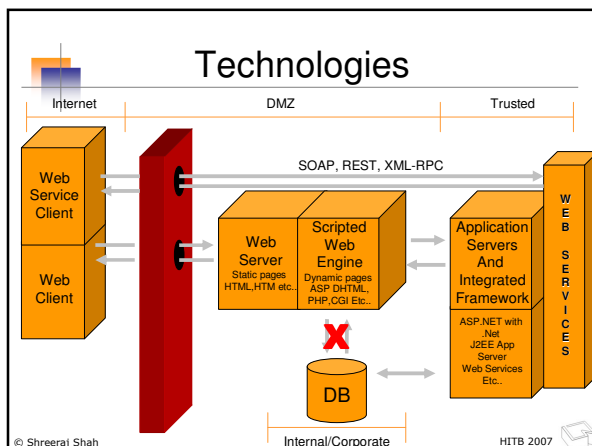 Technologies
Internet
DMZ
Trusted
SOAP, REST, XML-RPC
Web
Service
Client
Web
Client
Web
Server
Static pages
HTML,HTM etc..
Scripted
Web
Engine
Dynamic pages
ASP DHTML,
PHP,CGI Etc..
Application
Servers
And
Integrated
Framework
ASP.NET with
.Net
J2EE App
Server
Web Services
Etc..
WEB SERVICES
X
DB
Internal/Corporate
© Shreeraj Shah
HITB 2007